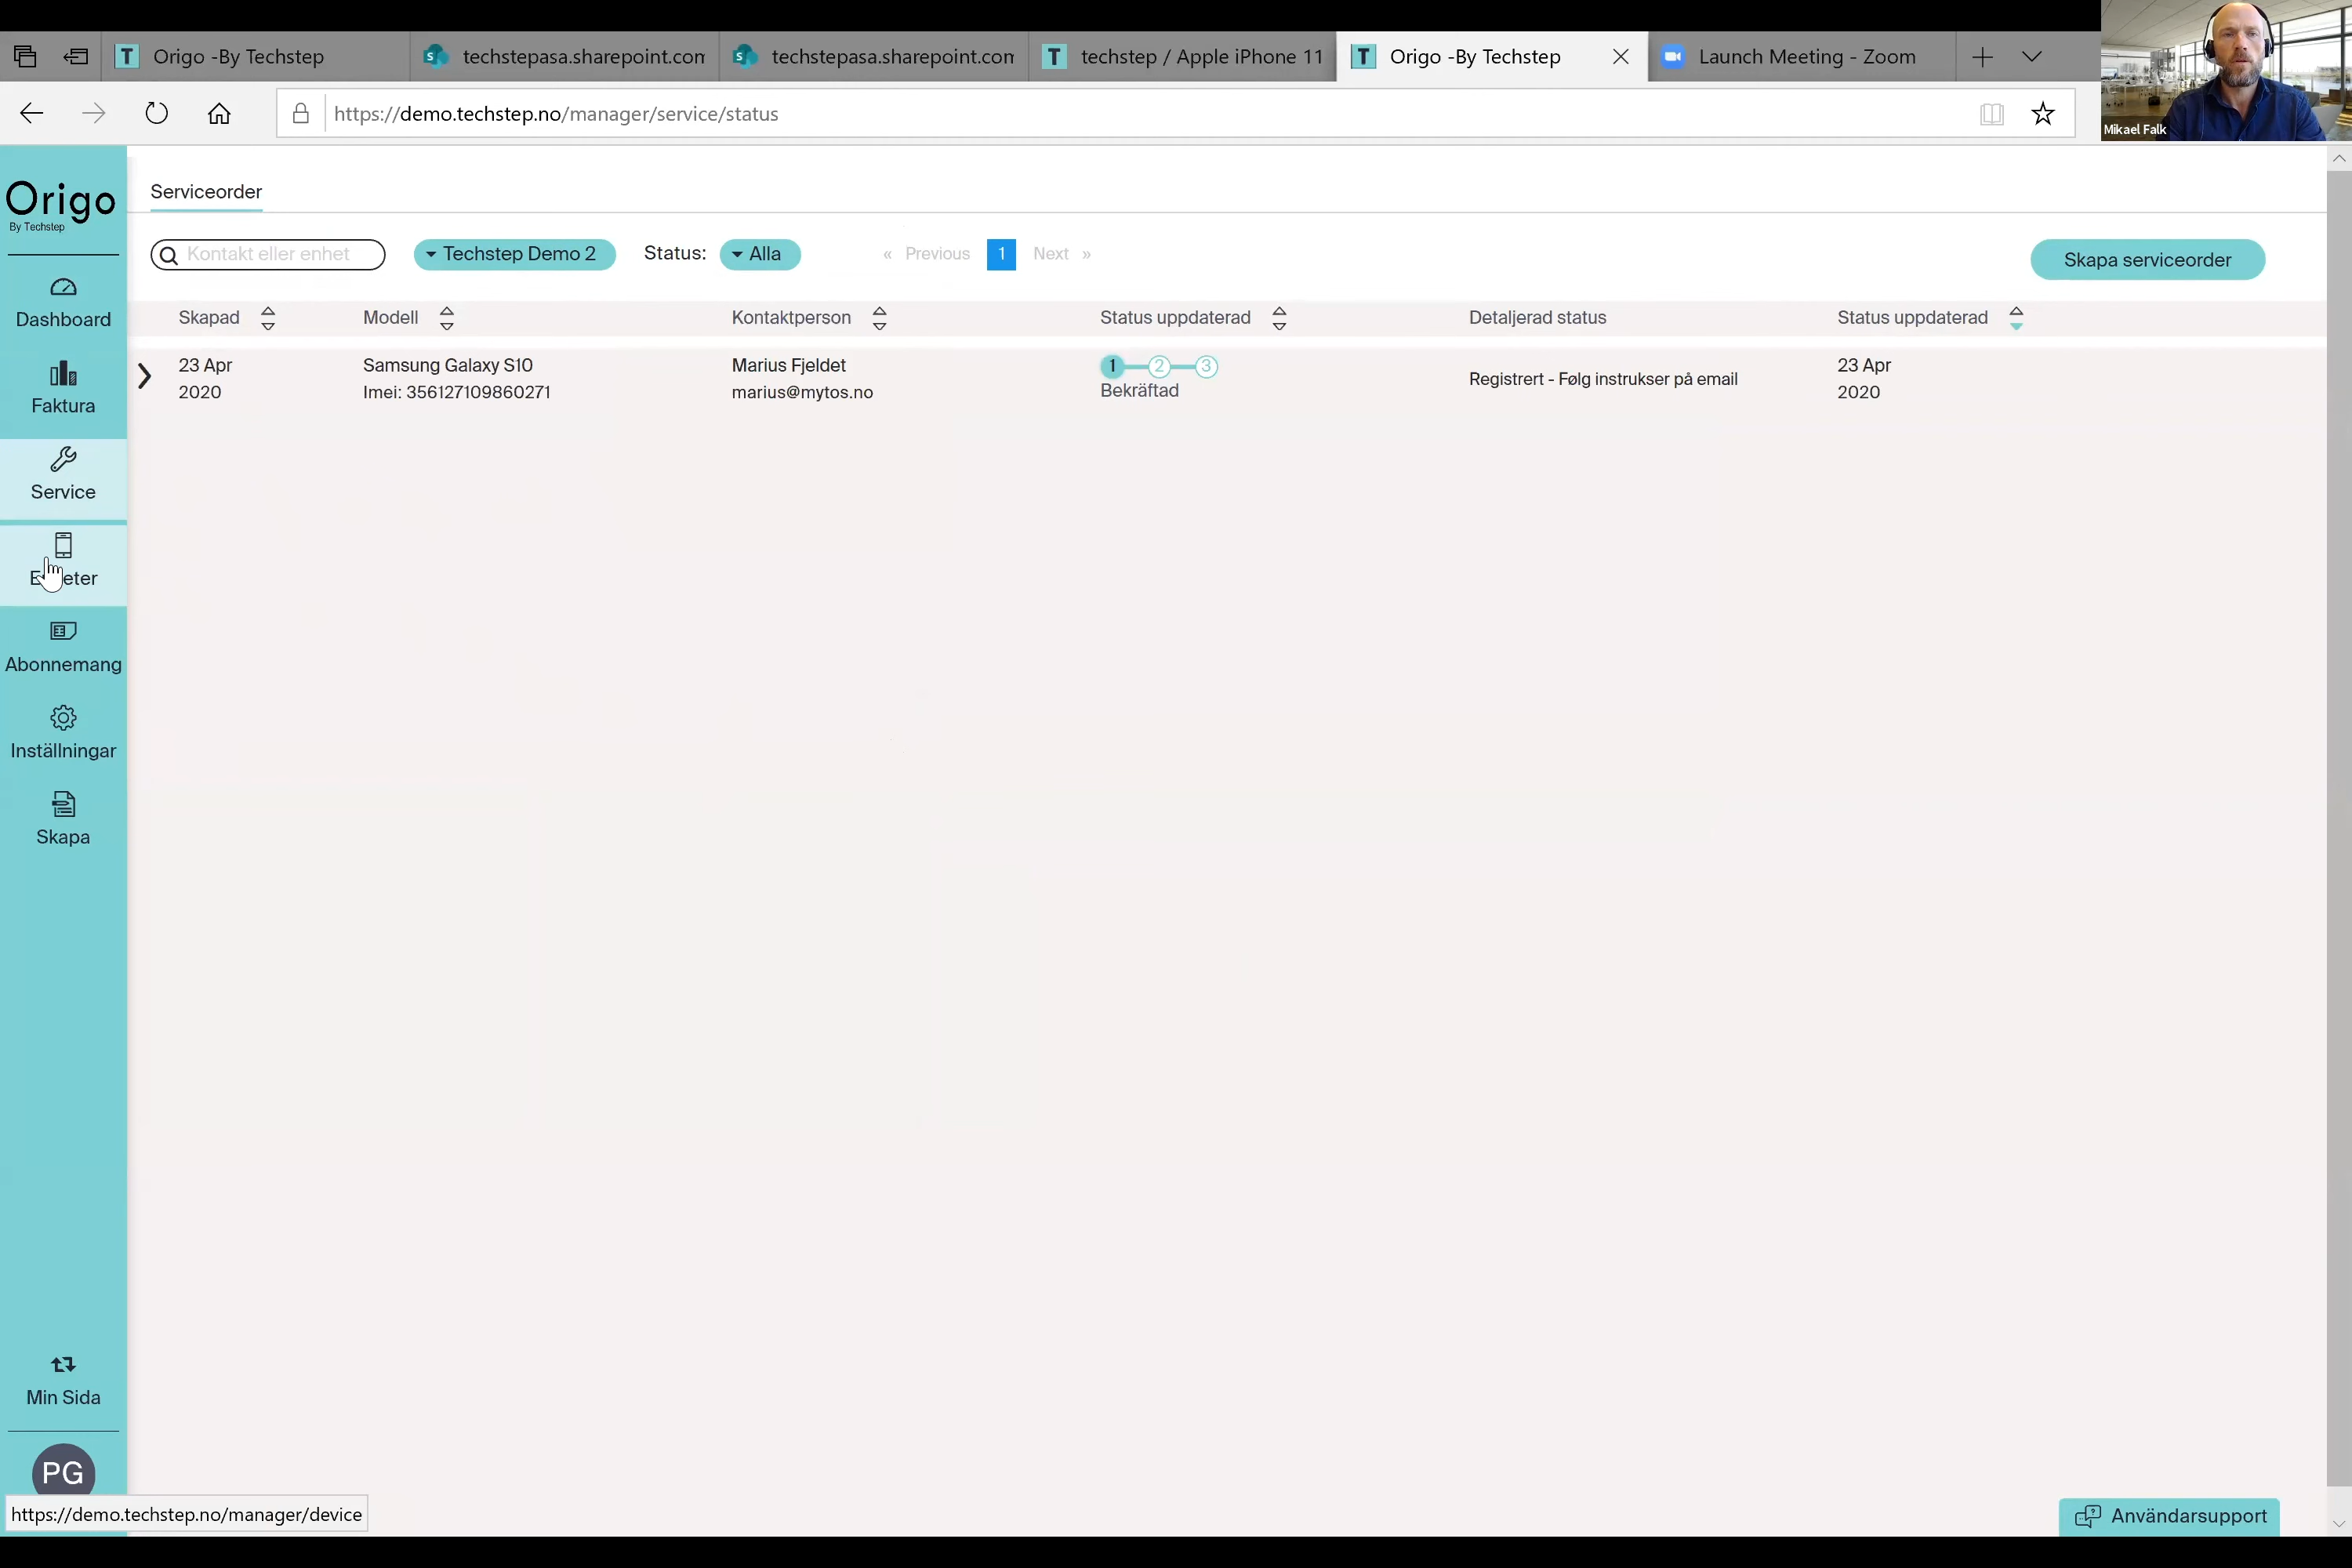 Origo -By Techstep
techstepasa.sharepoint.com
techstepasa.sharepoint.com
techstep / Apple iPhone 11
Origo -By Techstep
Launch Meeting - Zoom
https://demo.techstep.no/manager/service/status
Mikael Falk
Origo
By Techstep
Dashboard
Faktura
Service
Abonnemang
Inställningar
Skapa
Min Sida
PG
https://demo.techstep.no/manager/device
Serviceorder
Kontakt eller enhet
Techstep Demo 2
Status:
Alla
« Previous 1 Next »
Skapa serviceorder
Skapad Modell Kontaktperson Status uppdaterad Detaljerad status Status uppdaterad
23 Apr
2020
Samsung Galaxy S10
Imei: 356127109860271
Marius Fjeldet
marius@mytos.no
1 2 3
Bekräftad
Registrert - Følg instrukser på email
23 Apr
2020
Användarsupport